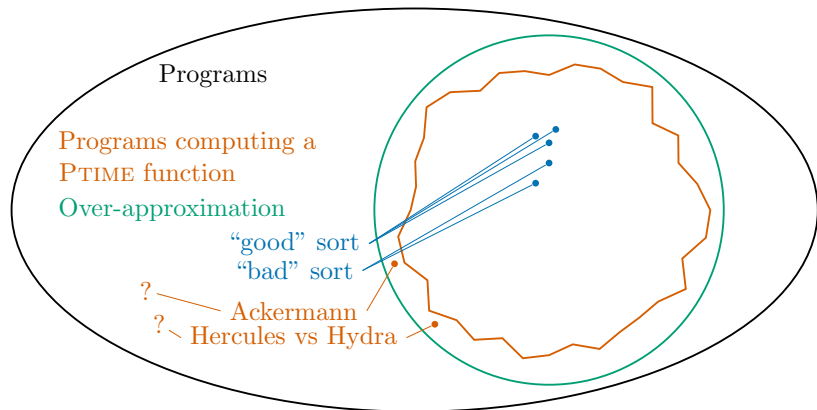 Programs
Programs computing a
PTIME function
Over-approximation
“good” sort
“bad” sort
?
Ackermann
?
Hercules vs Hydra